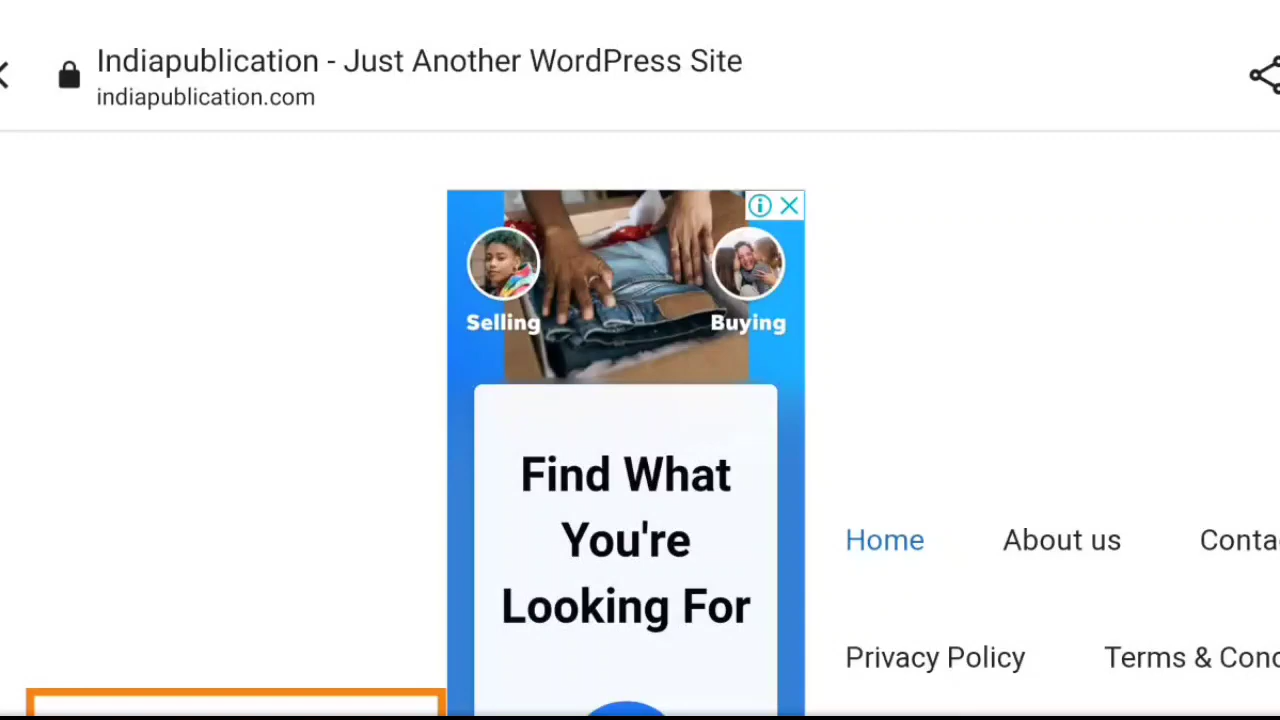 Indiapublication - Just Another WordPress Site
indiapublication.com
Selling
Buying
Find What
You're
Looking For
Home
About us
Privacy Policy
Terms &